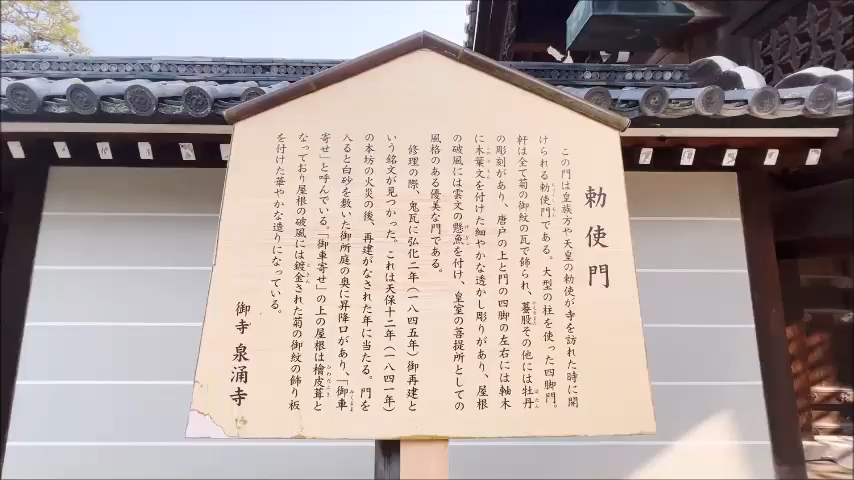 勅使門
この門は皇族方や天皇の勅使が寺を訪れた時に開
けられる勅使門である。大型の柱を使った四脚門。
軒は全て菊の御紋の瓦で飾られ、蟇股その他には牡丹
の彫刻があり、唐戸の上と門の四脚の左右には軸木
に木葉文を付けた細やかな透かし彫りがあり、屋根
の破風には雲文の懸魚を付け、皇室の菩提所としての
風格のある優美な門である。
修理の際、鬼瓦に弘化二年（一八四五年）御再建と
いう銘文が見つかった。これは天保十二年（一八四一年）
の本坊の火災の後、再建がなされた年に当たる。門を
入ると白砂を敷いた御所庭の奥に昇降口があり、「御車
寄せ」と呼んでいる。「御車寄せ」の上の屋根は檜皮葺と
なっており屋根の破風には鍍金された菊の御紋の飾り板
を付けた華やかな造りになっている。
御寺 泉涌寺